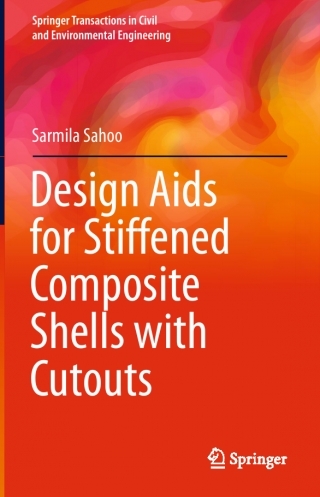 Springer Transactions in Civil
and Environmental Engineering
Sarmila Sahoo
Design Aids
for Stiffened
Composite
Shells with
Cutouts
Springer